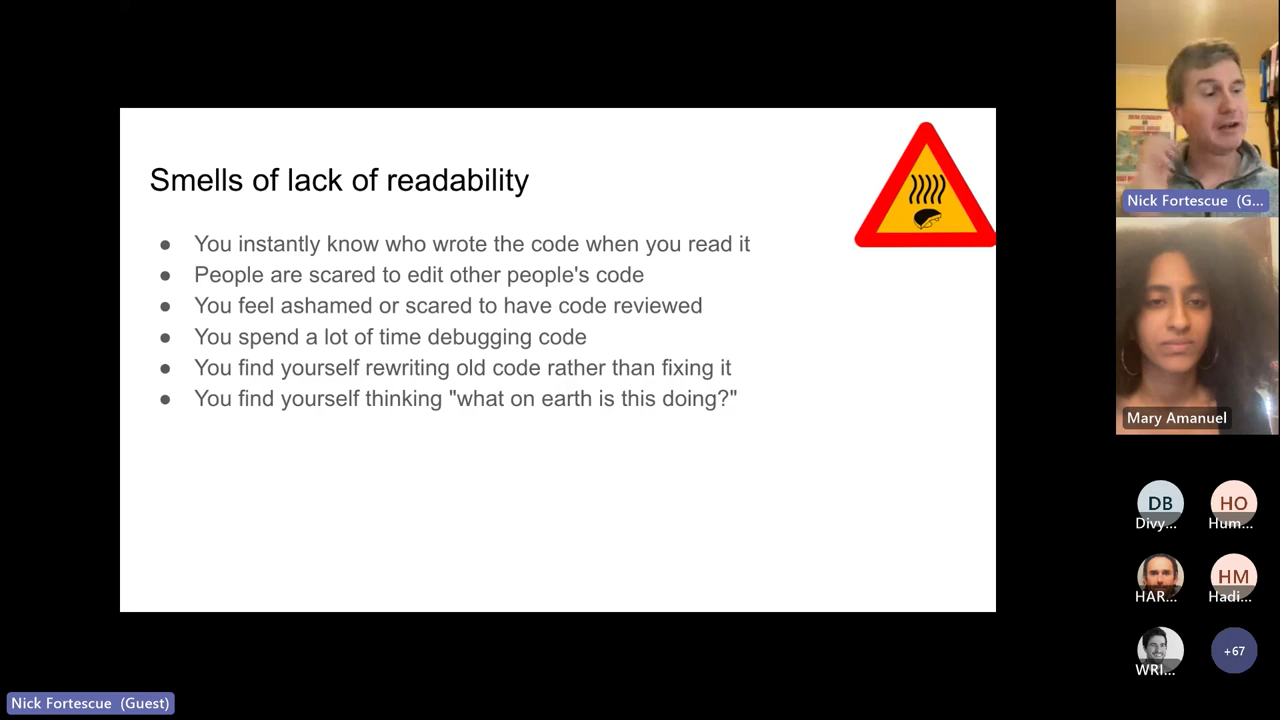 Smells of lack of readability
● You instantly know who wrote the code when you read it
● People are scared to edit other people's code
● You feel ashamed or scared to have code reviewed
● You spend a lot of time debugging code
● You find yourself rewriting old code rather than fixing it
● You find yourself thinking "what on earth is this doing?"
Nick Fortescue (G...
Mary Amanuel
DB
HO
Divy...
Hum...
HM
HAR...
Hadi...
+67
WRI...
Nick Fortescue (Guest)